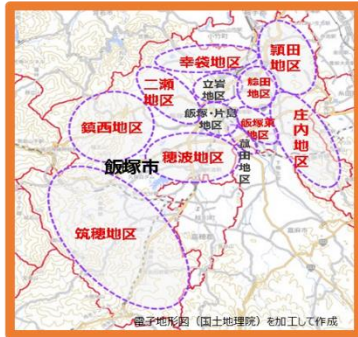 幸袋地区
頴田
地区
二瀬
地区
立岩
地区
鯰田
地区
飯塚・片島
地区
飯塚東
地区
庄内地区
鎮西地区
菰田地区
穂波地区
飯塚市
筑穂地区
電子地形図（国土地理院）を加工して作成